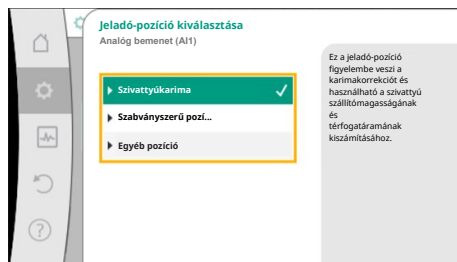 Jeladó-pozíció kiválasztása
Analóg bemenet (AI1)
Szivattyúkarima
Szabványszerű pozí...
Egyéb pozíció
Ez a jeladó-pozíció
figyelembe veszi a
karimakorrekciót és
használható a szivattyú
szállítómagasságának
és
térfogatáramának
kiszámításához.